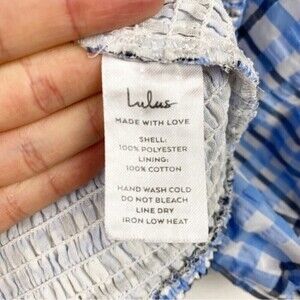 Lulus
MADE WITH LOVE
SHELL:
100% POLYESTER
LINING:
100% COTTON
HAND WASH COLD
DO NOT BLEACH
LINE DRY
IRON LOW HEAT